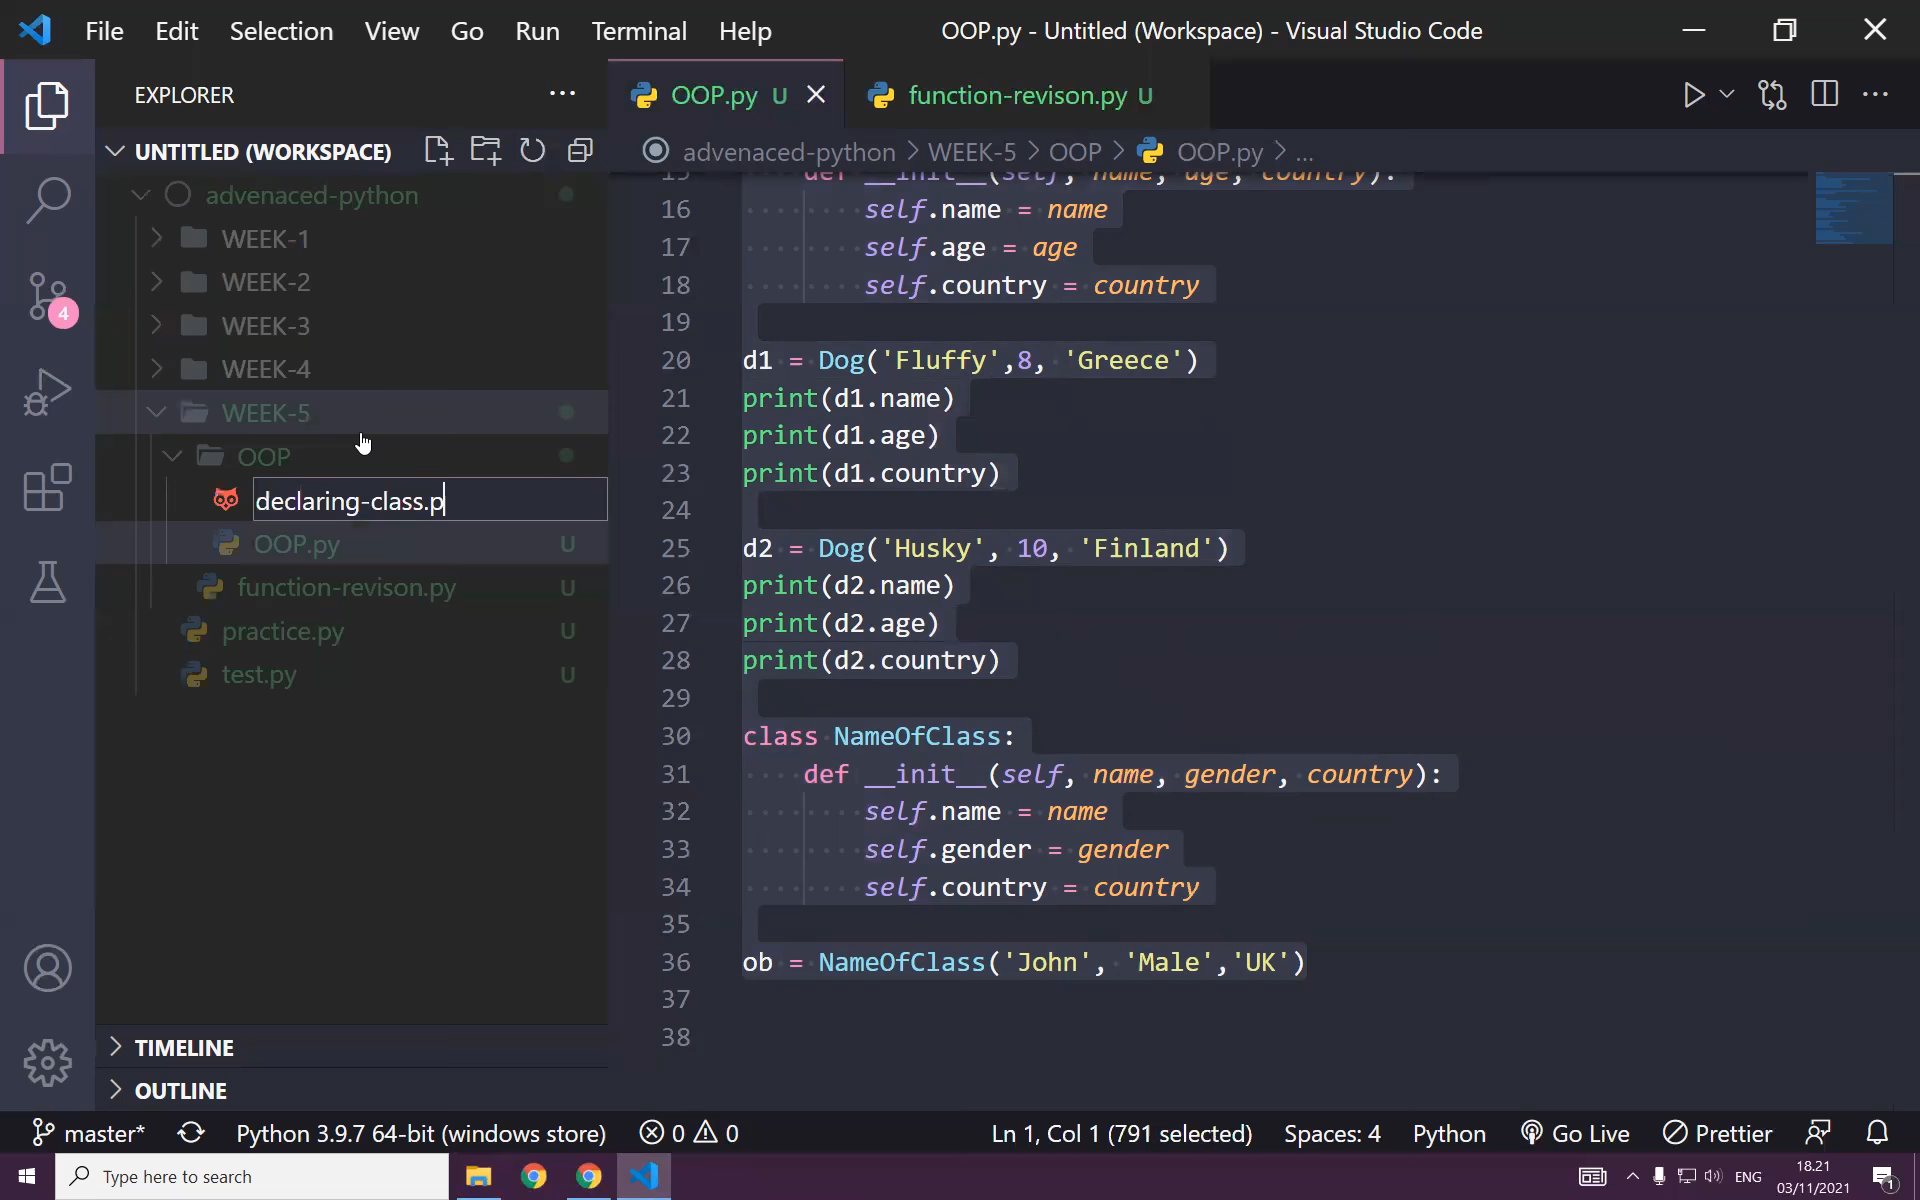 File Edit Selection View Go Run Terminal Help OOP.py - Untitled (Workspace) - Visual Studio Code
EXPLORER
UNTITLED (WORKSPACE)
advenaced-python
WEEK-1
WEEK-2
WEEK-3
WEEK-4
WEEK-5
OOP
declaring-class.p
OOP.py U
function-revison.py U
practice.py U
test.py U
TIMELINE
OUTLINE
4
OOP.py U function-revison.py U
advenaced-python > WEEK-5 > OOP > OOP.py > ...
15 def __init__(self, name, age, country):
16 self.name = name
17 self.age = age
18 self.country = country
19
20 d1 = Dog('Fluffy',8, 'Greece')
21 print(d1.name)
22 print(d1.age)
23 print(d1.country)
24
25 d2 = Dog('Husky', 10, 'Finland')
26 print(d2.name)
27 print(d2.age)
28 print(d2.country)
29
30 class NameOfClass:
31 def __init__(self, name, gender, country):
32 self.name = name
33 self.gender = gender
34 self.country = country
35
36 ob = NameOfClass('John', 'Male','UK')
37
38
master* Python 3.9.7 64-bit (windows store) 0 0 Ln 1, Col 1 (791 selected) Spaces: 4 Python Go Live Prettier
Type here to search ENG 18.21
03/11/2021 1